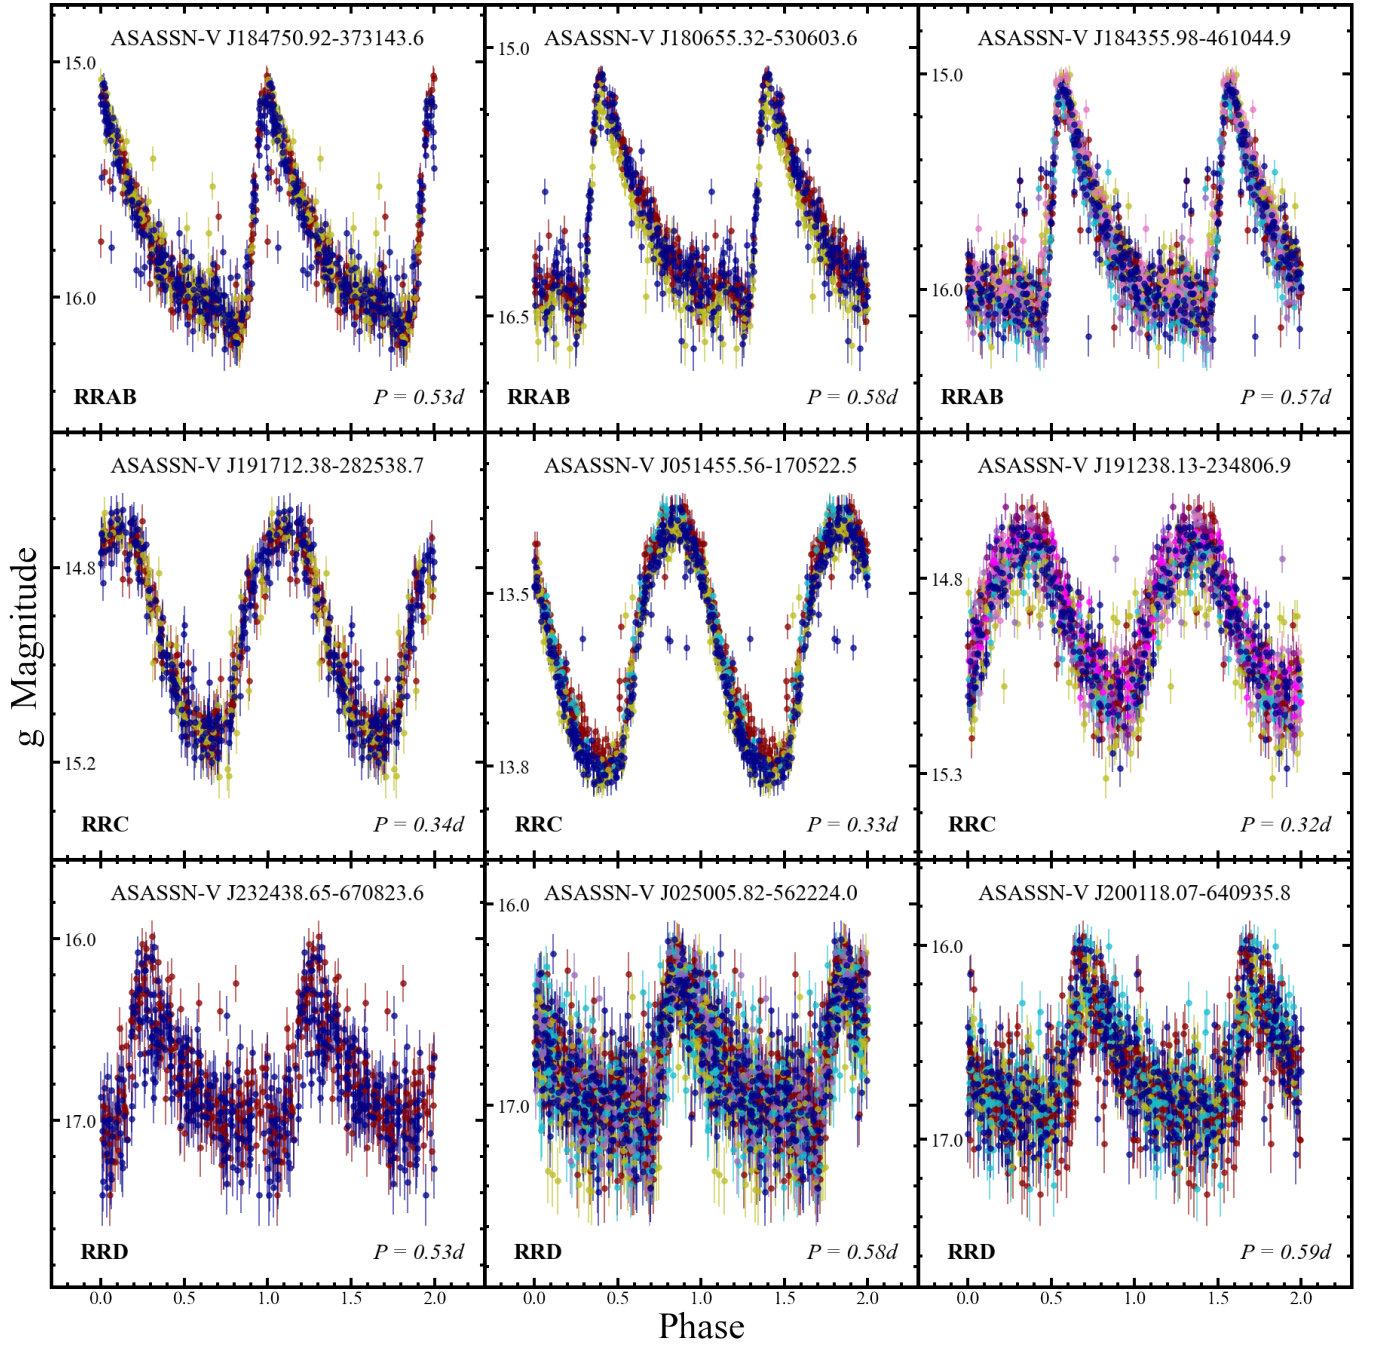 ASASSN-V J184750.92-373143.6
15.0
16.0
RRAB
P = 0.53d
ASASSN-V J180655.32-530603.6
15.0
16.5
RRAB
P = 0.58d
ASASSN-V J184355.98-461044.9
15.0
16.0
RRAB
P = 0.57d
ASASSN-V J191712.38-282538.7
14.8
15.2
RRC
P = 0.34d
ASASSN-V J051455.56-170522.5
13.5
13.8
RRC
P = 0.33d
ASASSN-V J191238.13-234806.9
14.8
15.3
RRC
P = 0.32d
ASASSN-V J232438.65-670823.6
16.0
17.0
RRD
P = 0.53d
ASASSN-V J025005.82-562224.0
16.0
17.0
RRD
P = 0.58d
ASASSN-V J200118.07-640935.8
16.0
17.0
RRD
P = 0.59d
0.0 0.5 1.0 1.5 2.0
0.0 0.5 1.0 1.5 2.0
0.0 0.5 1.0 1.5 2.0
Phase
g Magnitude